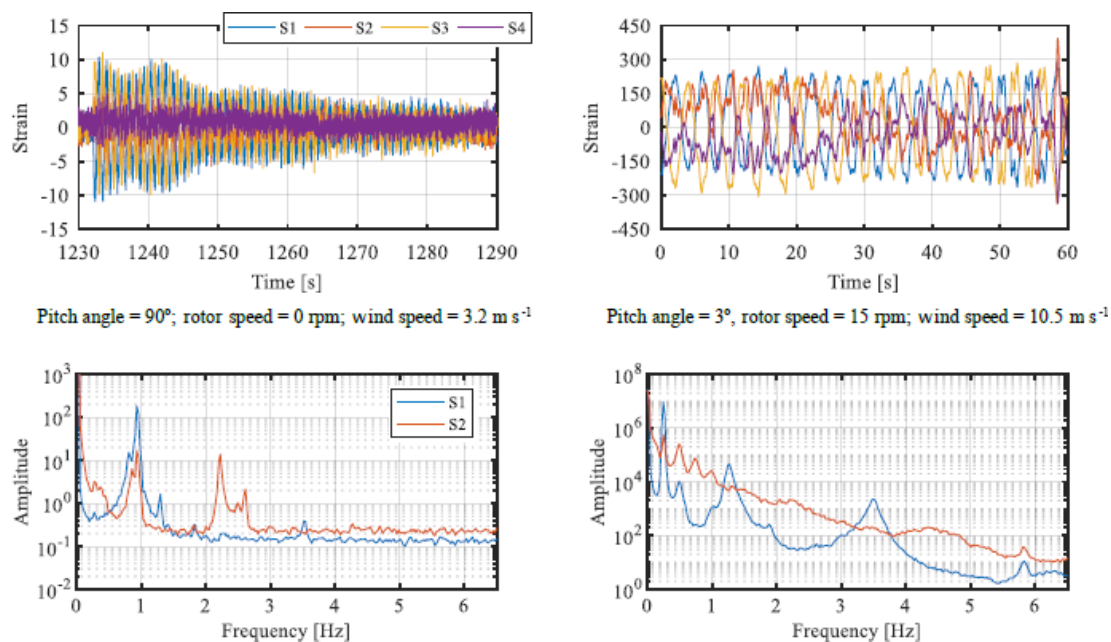 S1 S2 S3 S4
15
10
5
0
-5
-10
-15
Strain
1230 1240 1250 1260 1270 1280 1290
Time [s]
450
300
150
0
-150
-300
-450
Strain
0 10 20 30 40 50 60
Time [s]
Pitch angle = 90º; rotor speed = 0 rpm; wind speed = 3.2 m s⁻¹
Pitch angle = 3º, rotor speed = 15 rpm; wind speed = 10.5 m s⁻¹
10³
10²
10¹
10⁰
10⁻¹
10⁻²
Amplitude
S1
S2
0 1 2 3 4 5 6
Frequency [Hz]
10⁸
10⁶
10⁴
10²
10⁰
Amplitude
0 1 2 3 4 5 6
Frequency [Hz]